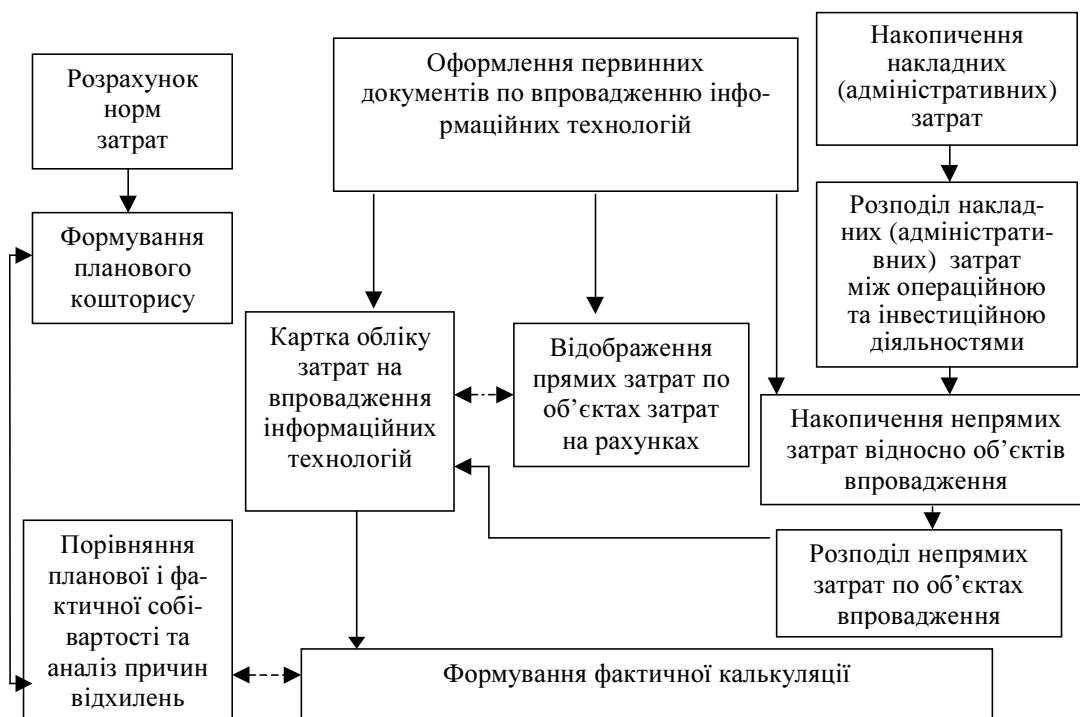 Розрахунок
норм
затрат
Оформлення первинних
документів по впровадженню інфо-
рмаційних технологій
Накопичення
накладних
(адміністративних)
затрат
Формування
планового
кошторису
Розподіл наклад-
них (адміністрати-
вних) затрат
між операційною
та інвестиційною
діяльностями
Картка обліку
затрат на
впровадження
інформаційних
технологій
Відображення
прямих затрат по
об’єктах затрат
на рахунках
Накопичення непрямих
затрат відносно об’єктів
впровадження
Порівняння
планової і фа-
ктичної собі-
вартості та
аналіз причин
відхилень
Розподіл непрямих
затрат по об’єктах
впровадження
Формування фактичної калькуляції